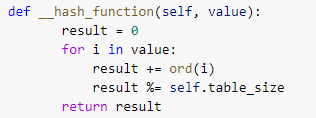 def __hash_function(self, value):
    result = 0
    for i in value:
        result += ord(i)
        result %= self.table_size
    return result